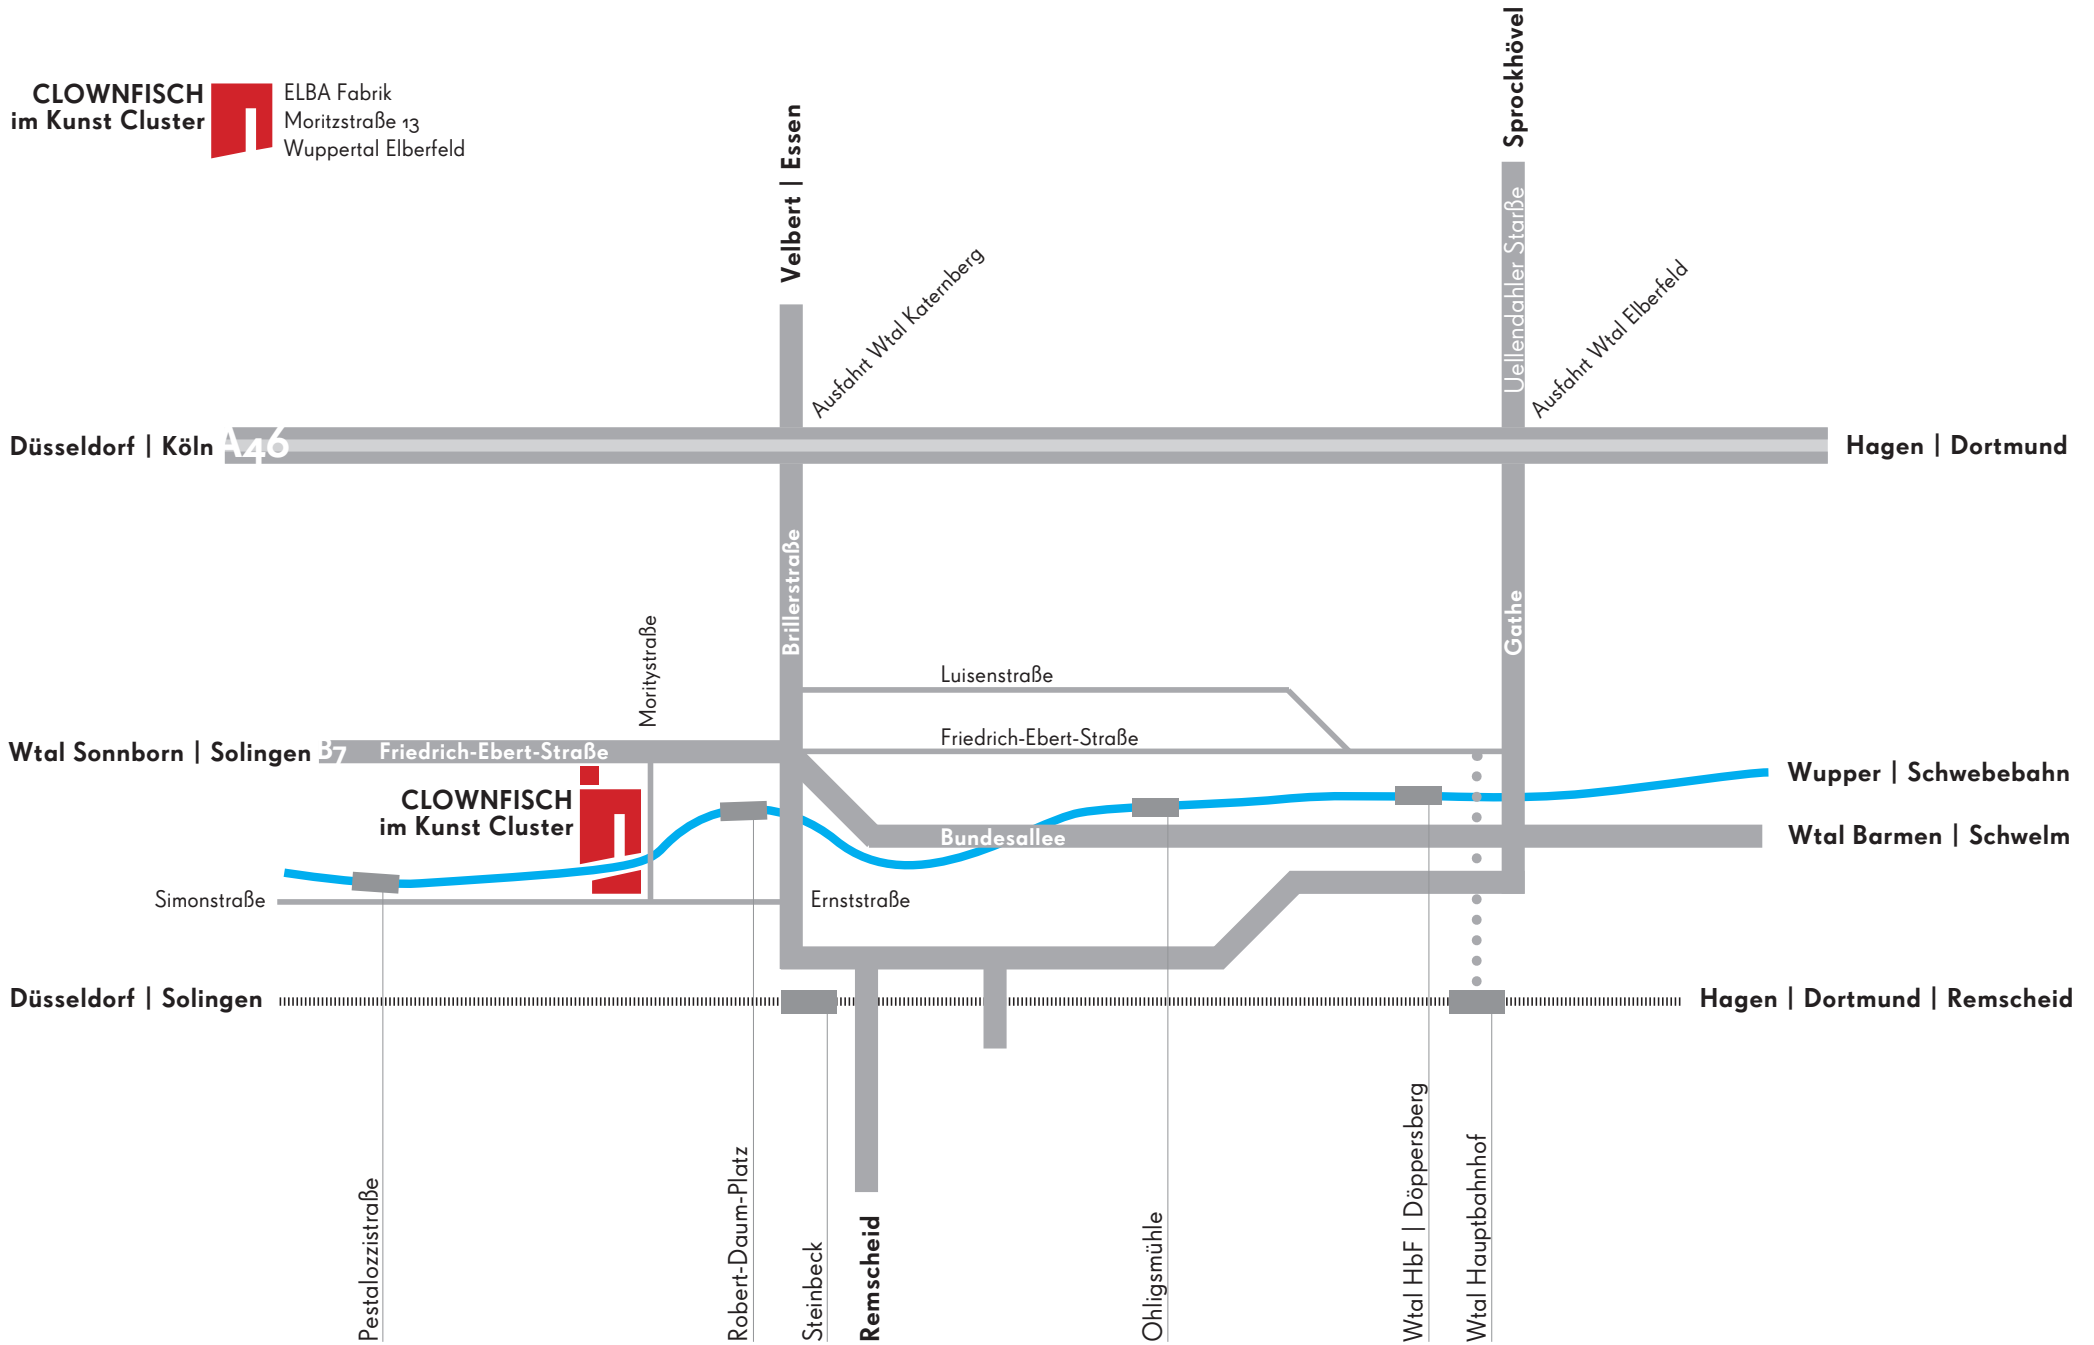 CLOWNFISCH
im Kunst Cluster
ELBA Fabrik
Moritzstraße 13
Wuppertal Elberfeld
Velbert | Essen
Sprockhövel
Uellendahler Starße
Ausfahrt Wtal Katernberg
Ausfahrt Wtal Elberfeld
Düsseldorf | Köln
A46
Hagen | Dortmund
Brillerstraße
Gathe
Moritystraße
Luisenstraße
Friedrich-Ebert-Straße
Wtal Sonnborn | Solingen
B7
Friedrich-Ebert-Straße
CLOWNFISCH
im Kunst Cluster
Wupper | Schwebebahn
Bundesallee
Wtal Barmen | Schwelm
Simonstraße
Ernststraße
Düsseldorf | Solingen
Hagen | Dortmund | Remscheid
Pestalozzistraße
Robert-Daum-Platz
Steinbeck
Remscheid
Ohligsmühle
Wtal HbF | Döppersberg
Wtal Hauptbahnhof